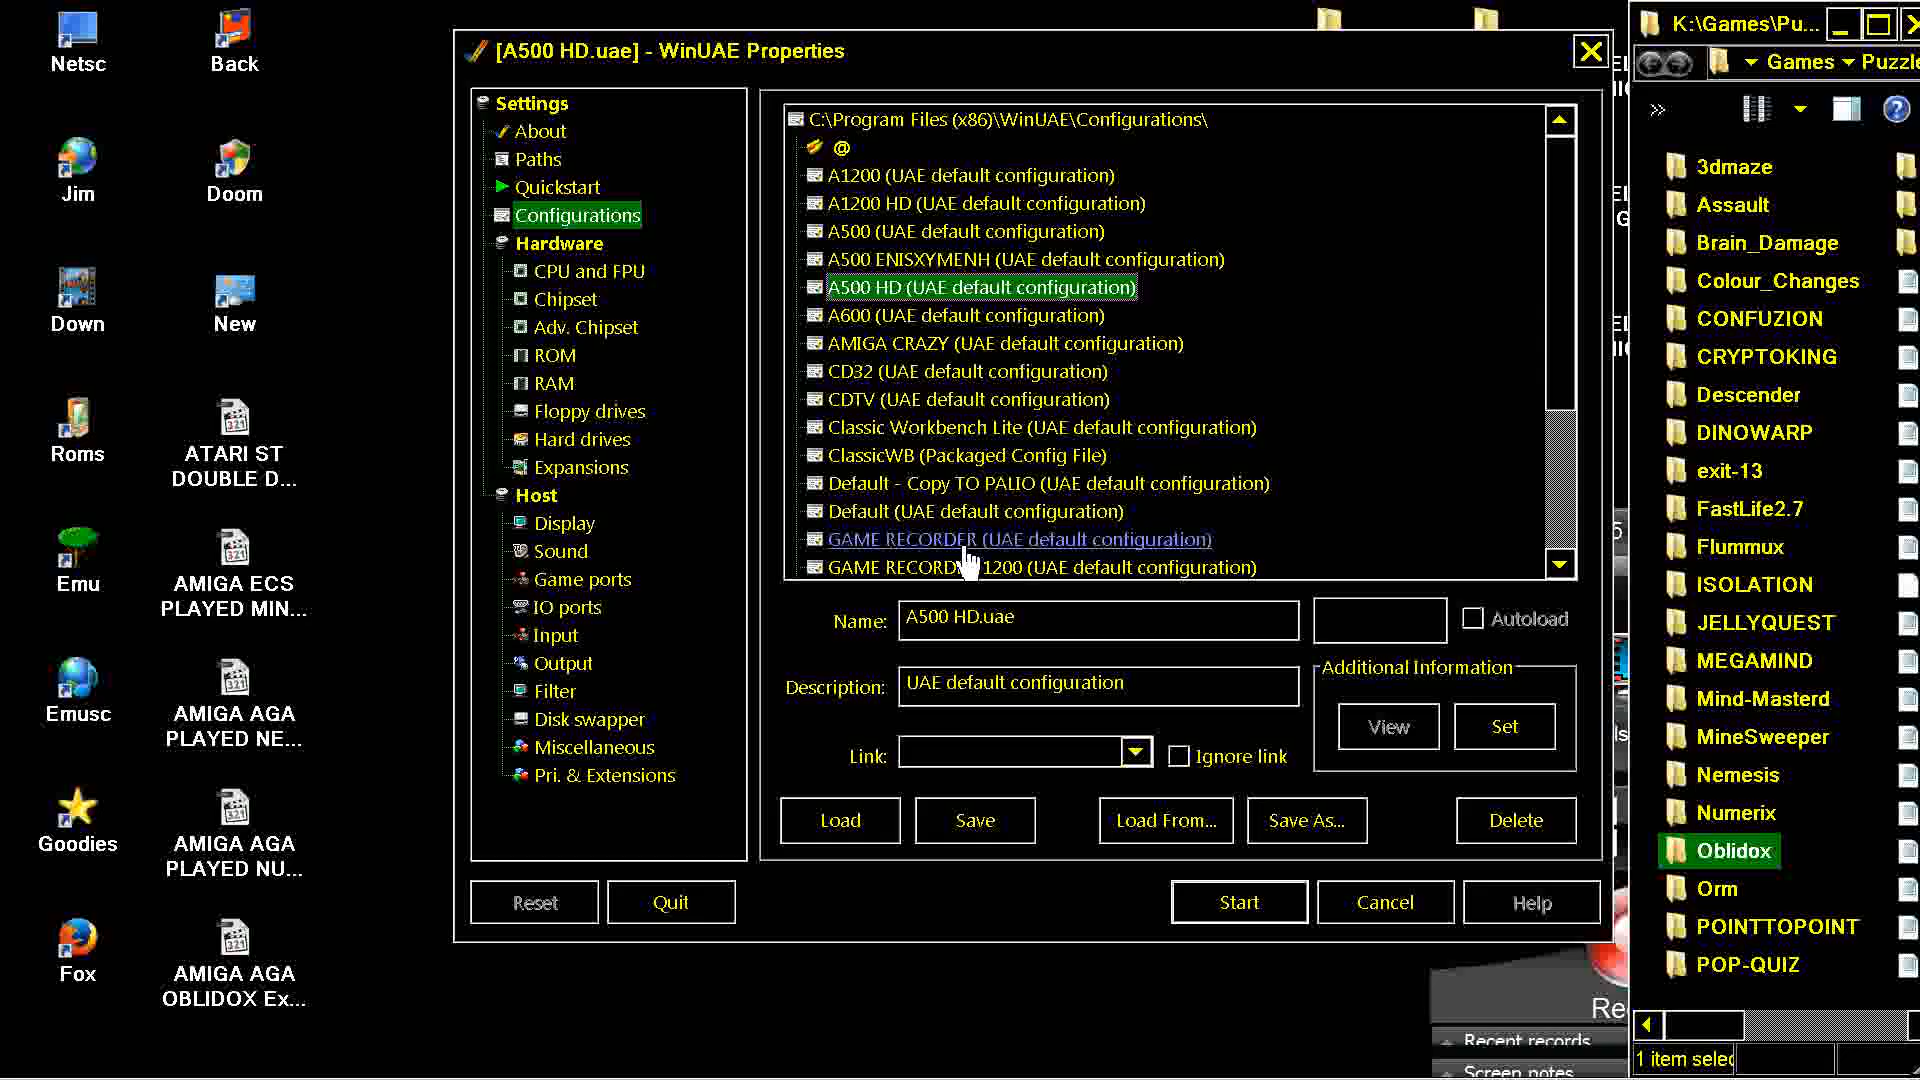 Netsc
Back
Jim
Doom
Down
New
Roms
ATARI ST
DOUBLE D...
Emu
AMIGA ECS
PLAYED MIN...
Emusc
AMIGA AGA
PLAYED NE...
Goodies
AMIGA AGA
PLAYED NU...
Fox
AMIGA AGA
OBLIDOX Ex...
[A500 HD.uae] - WinUAE Properties
Settings
About
Paths
Quickstart
Configurations
Hardware
CPU and FPU
Chipset
Adv. Chipset
ROM
RAM
Floppy drives
Hard drives
Expansions
Host
Display
Sound
Game ports
IO ports
Input
Output
Filter
Disk swapper
Miscellaneous
Pri. & Extensions
C:\Program Files (x86)\WinUAE\Configurations\
@
A1200 (UAE default configuration)
A1200 HD (UAE default configuration)
A500 (UAE default configuration)
A500 ENISXYMENH (UAE default configuration)
A500 HD (UAE default configuration)
A600 (UAE default configuration)
AMIGA CRAZY (UAE default configuration)
CD32 (UAE default configuration)
CDTV (UAE default configuration)
Classic Workbench Lite (UAE default configuration)
ClassicWB (Packaged Config File)
Default - Copy TO PALIO (UAE default configuration)
Default (UAE default configuration)
GAME RECORDER (UAE default configuration)
GAME RECORD 1200 (UAE default configuration)
Name: A500 HD.uae
Autoload
Description: UAE default configuration
Additional Information
View Set
Link:
Ignore link
Load Save Load From... Save As... Delete
Reset Quit Start Cancel Help
K:\Games\Pu...
Games Puzzle
3dmaze
Assault
Brain_Damage
Colour_Changes
CONFUZION
CRYPTOKING
Descender
DINOWARP
exit-13
FastLife2.7
Flummux
ISOLATION
JELLYQUEST
MEGAMIND
Mind-Masterd
MineSweeper
Nemesis
Numerix
Oblidox
Orm
POINTTOPOINT
POP-QUIZ
1 item selec
Rec
Recent records
Screen notes